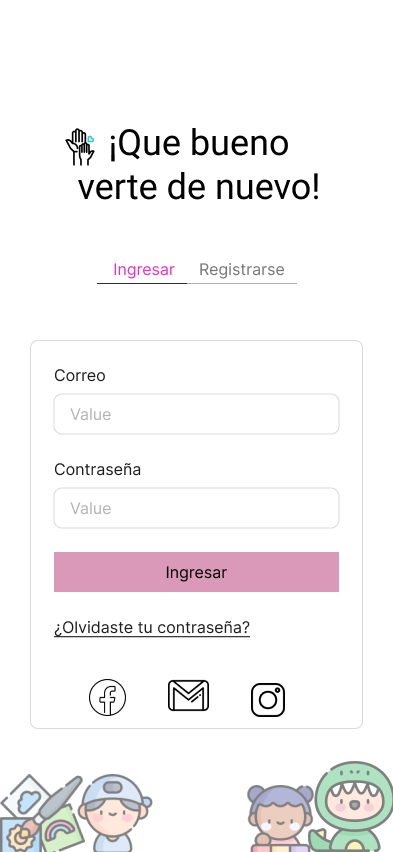 ¡Que bueno
verte de nuevo!
Ingresar Registrarse
Correo
Value
Contraseña
Value
Ingresar
¿Olvidaste tu contraseña?